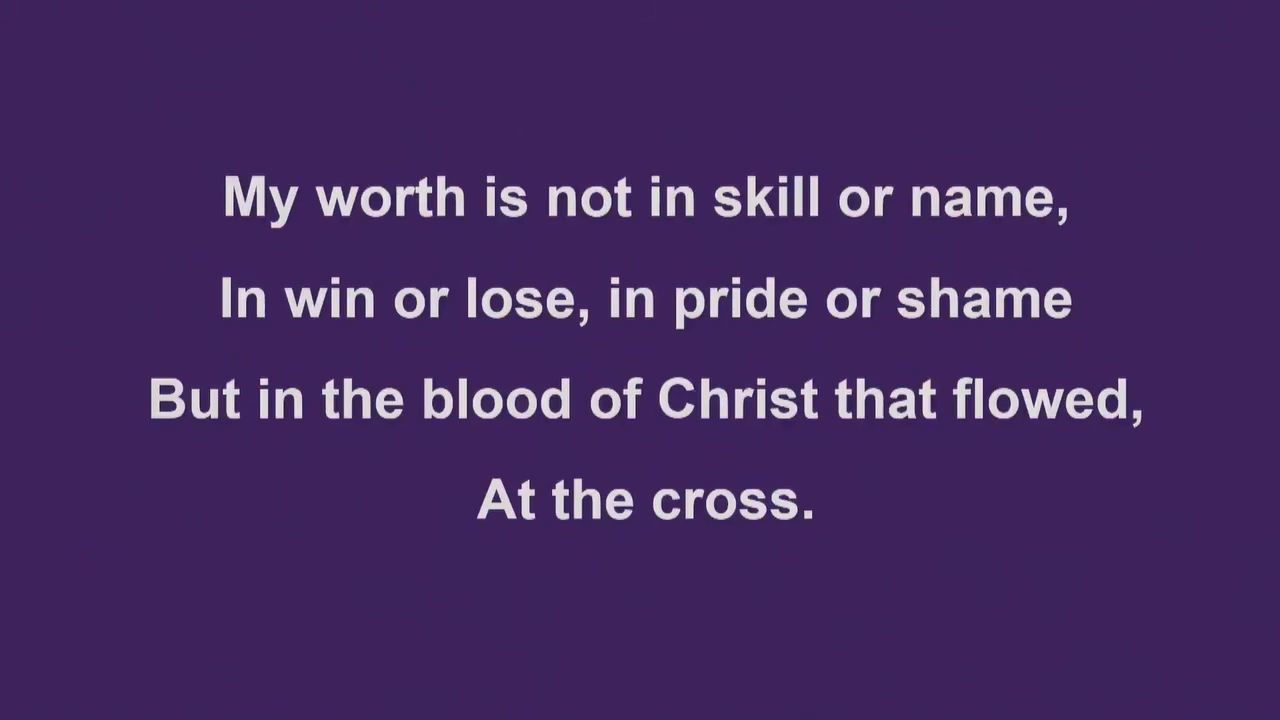 My worth is not in skill or name,
In win or lose, in pride or shame
But in the blood of Christ that flowed,
At the cross.